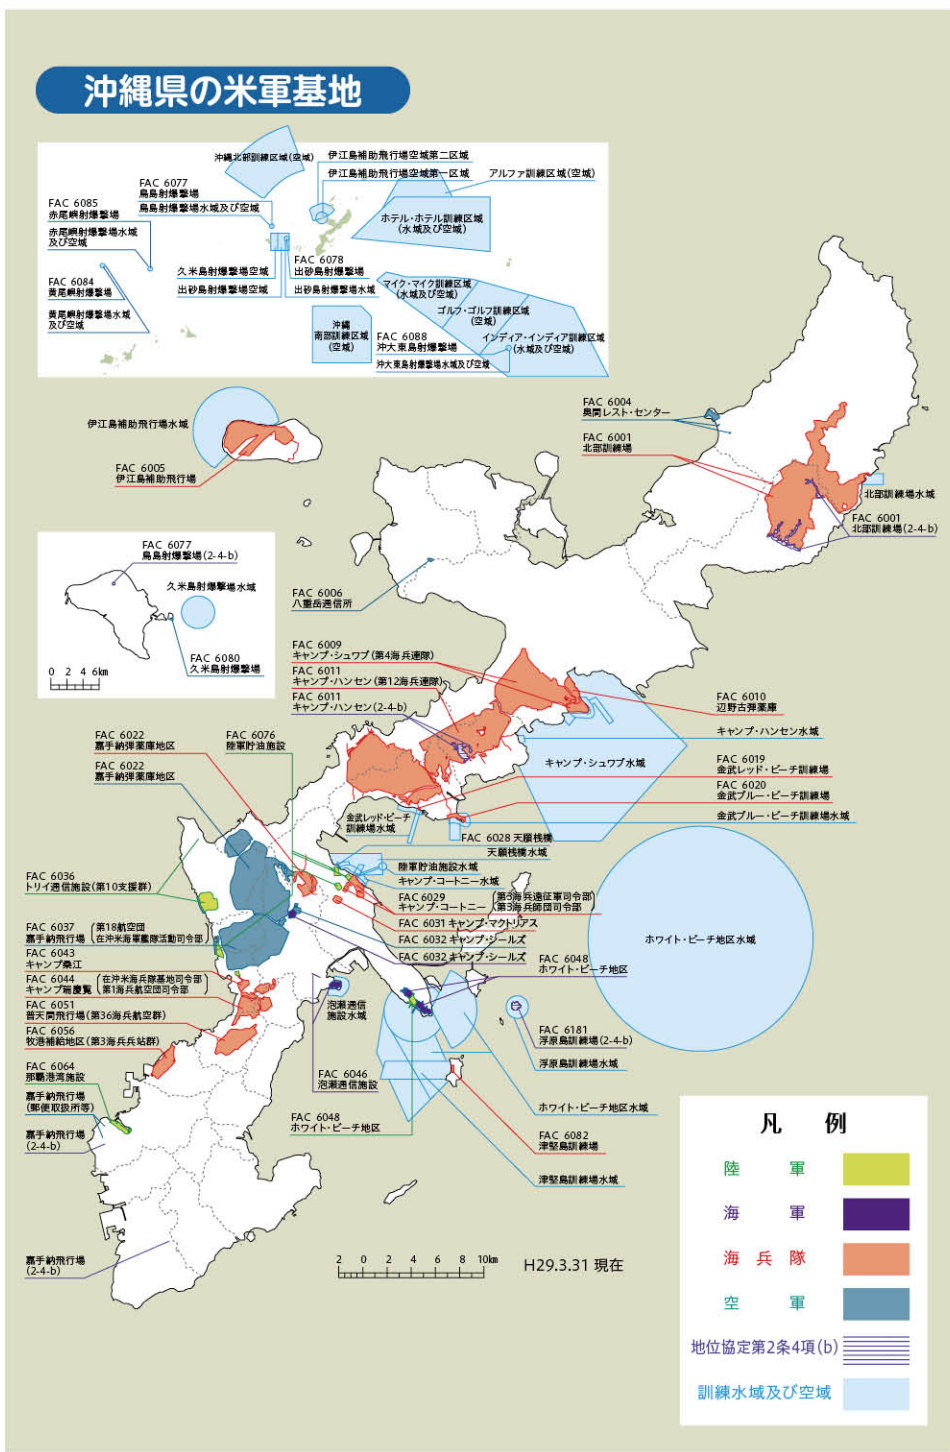 沖縄県の米軍基地
沖縄北部訓練区域(空域)
伊江島補助飛行場空域第二区域
伊江島補助飛行場空域第一区域
アルファ訓練区域(空域)
FAC 6077
鳥島射爆撃場
鳥島射爆撃場水域及び空域
FAC 6085
赤尾嶼射爆撃場
赤尾嶼射爆撃場水域
及び空域
ホテル・ホテル訓練区域
(水域及び空域)
FAC 6084
黄尾嶼射爆撃場
黄尾嶼射爆撃場水域
及び空域
久米島射爆撃場空域
出砂島射爆撃場空域
FAC 6078
出砂島射爆撃場
出砂島射爆撃場水域
マイク・マイク訓練区域
(水域及び空域)
ゴルフ・ゴルフ訓練区域
(空域)
インディア・インディア訓練区域
(水域及び空域)
沖縄
南部訓練区域
(空域)
FAC 6088
沖大東島射爆撃場
沖大東島射爆撃場水域及び空域
伊江島補助飛行場水域
FAC 6005
伊江島補助飛行場
FAC 6004
奥間レスト・センター
FAC 6001
北部訓練場
北部訓練場水域
FAC 6001
北部訓練場(2-4-b)
FAC 6077
鳥島射爆撃場(2-4-b)
久米島射爆撃場水域
FAC 6080
久米島射爆撃場
0 2 4 6km
FAC 6006
八重岳通信所
FAC 6009
キャンプ・シュワブ(第4海兵連隊)
FAC 6011
キャンプ・ハンセン(第12海兵連隊)
FAC 6011
キャンプ・ハンセン(2-4-b)
FAC 6010
辺野古弾薬庫
キャンプ・ハンセン水域
キャンプ・シュワブ水域
FAC 6019
金武レッド・ビーチ訓練場
FAC 6020
金武ブルー・ビーチ訓練場
金武ブルー・ビーチ訓練場水域
FAC 6022
嘉手納弾薬庫地区
FAC 6076
陸軍貯油施設
FAC 6022
嘉手納弾薬庫地区
金武レッド・ビーチ
訓練場水域
FAC 6028 天願桟橋
天願桟橋水域
陸軍貯油施設水域
キャンプ・コートニー水域
FAC 6029
キャンプ・コートニー
(第3海兵遠征軍司令部
第3海兵師団司令部)
FAC 6031 キャンプ・マクトリアス
FAC 6032 キャンプ・シールズ
FAC 6032 キャンプ・シールズ
FAC 6048
ホワイト・ビーチ地区
ホワイト・ビーチ地区水域
FAC 6036
トリイ通信施設(第10支援群)
FAC 6037
嘉手納飛行場
(第18航空団
在沖米海軍艦隊活動司令部)
FAC 6043
キャンプ桑江
FAC 6044
キャンプ瑞慶覧
(在沖米海兵隊基地司令部
第1海兵航空団司令部)
FAC 6051
普天間飛行場(第36海兵航空群)
FAC 6056
牧港補給地区(第3海兵兵站群)
FAC 6064
那覇港湾施設
嘉手納飛行場
(郵便取扱所等)
嘉手納飛行場
(2-4-b)
嘉手納飛行場
(2-4-b)
泡瀬通信
施設水域
FAC 6046
泡瀬通信施設
FAC 6048
ホワイト・ビーチ地区
FAC 6181
浮原島訓練場(2-4-b)
浮原島訓練場水域
ホワイト・ビーチ地区水域
FAC 6082
津堅島訓練場
津堅島訓練場水域
2 0 2 4 6 8 10km
H29.3.31 現在
凡 例
陸 軍
海 軍
海 兵 隊
空 軍
地位協定第2条4項(b)
訓練水域及び空域